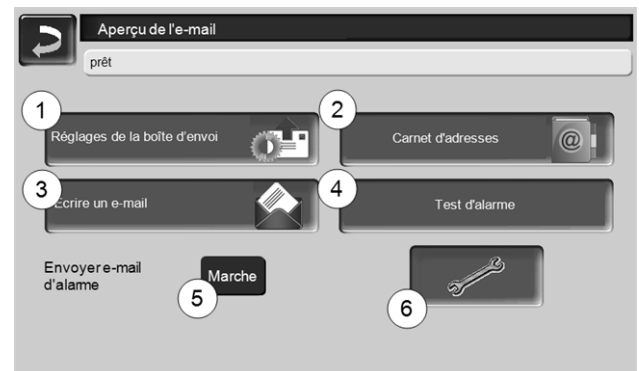 Aperçu de l'e-mail
prêt
1
2
Réglages de la boîte d'envoi
Carnet d'adresses
@
3
4
Ecrire un e-mail
Test d'alarme
Envoyer e-mail
d'alarme
Marche
5
6